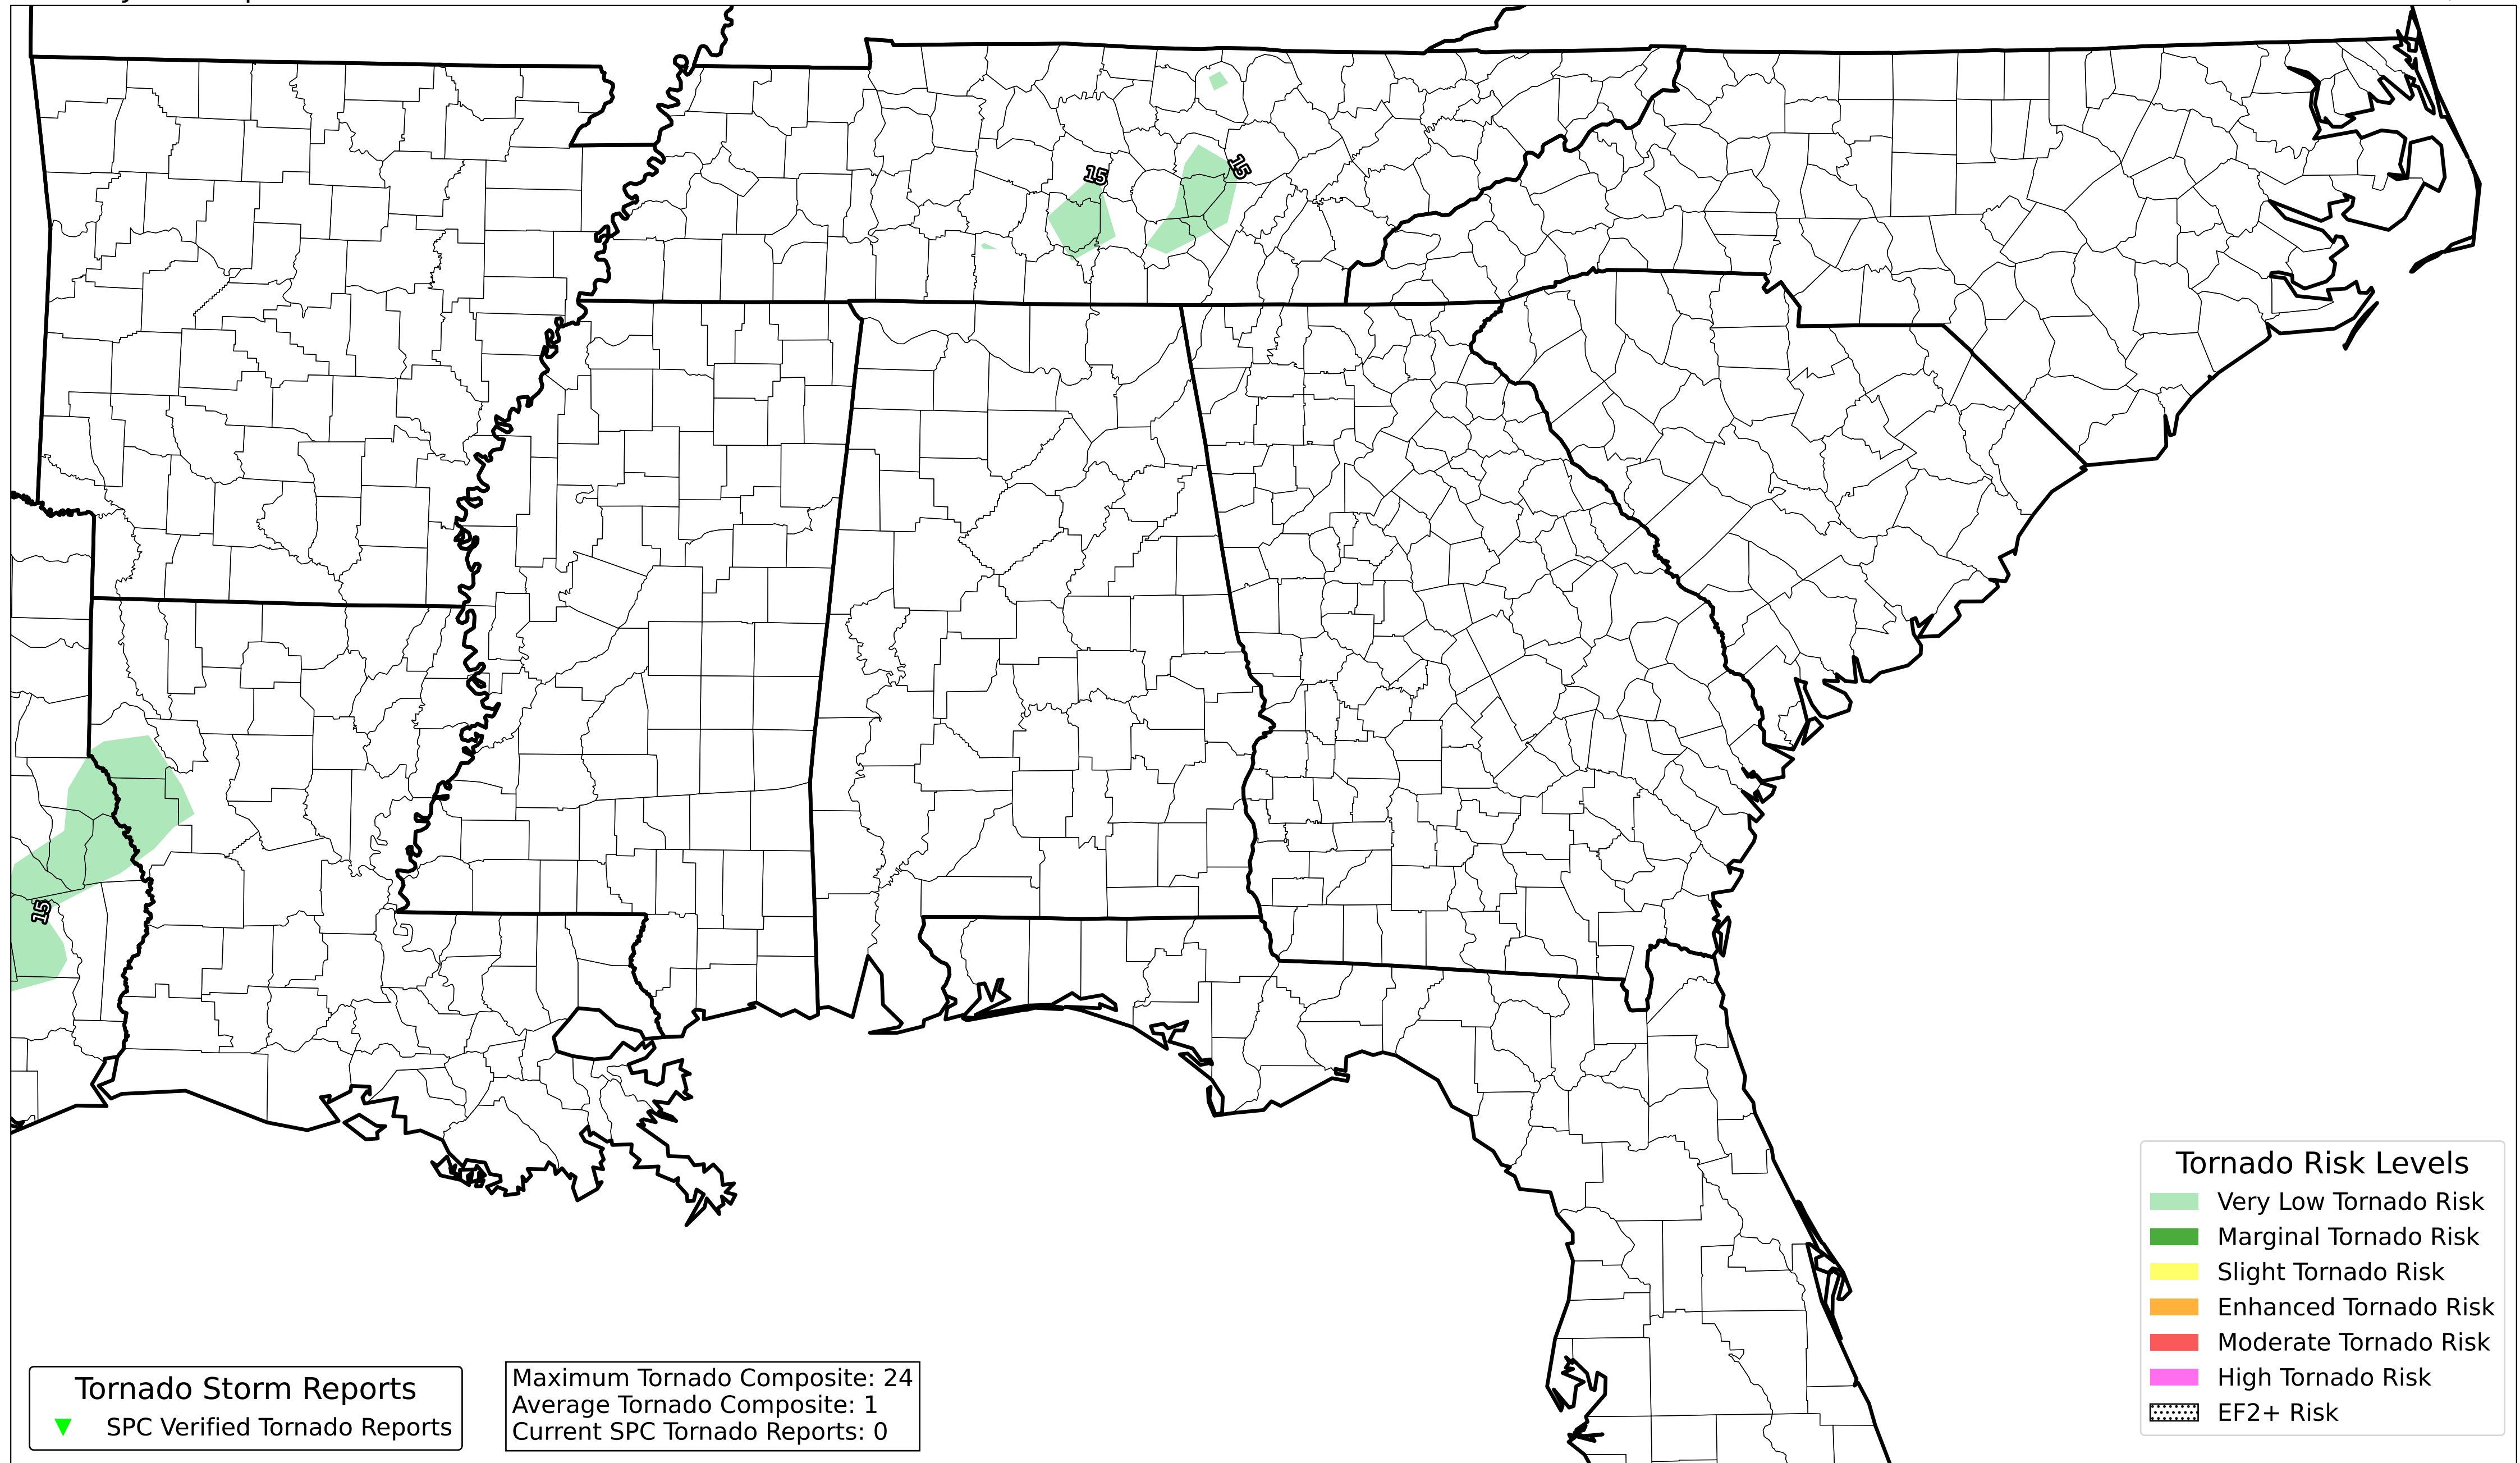 15
15
15
Tornado Risk Levels
Very Low Tornado Risk
Marginal Tornado Risk
Slight Tornado Risk
Enhanced Tornado Risk
Moderate Tornado Risk
High Tornado Risk
EF2+ Risk
Tornado Storm Reports
SPC Verified Tornado Reports
Maximum Tornado Composite: 24
Average Tornado Composite: 1
Current SPC Tornado Reports: 0